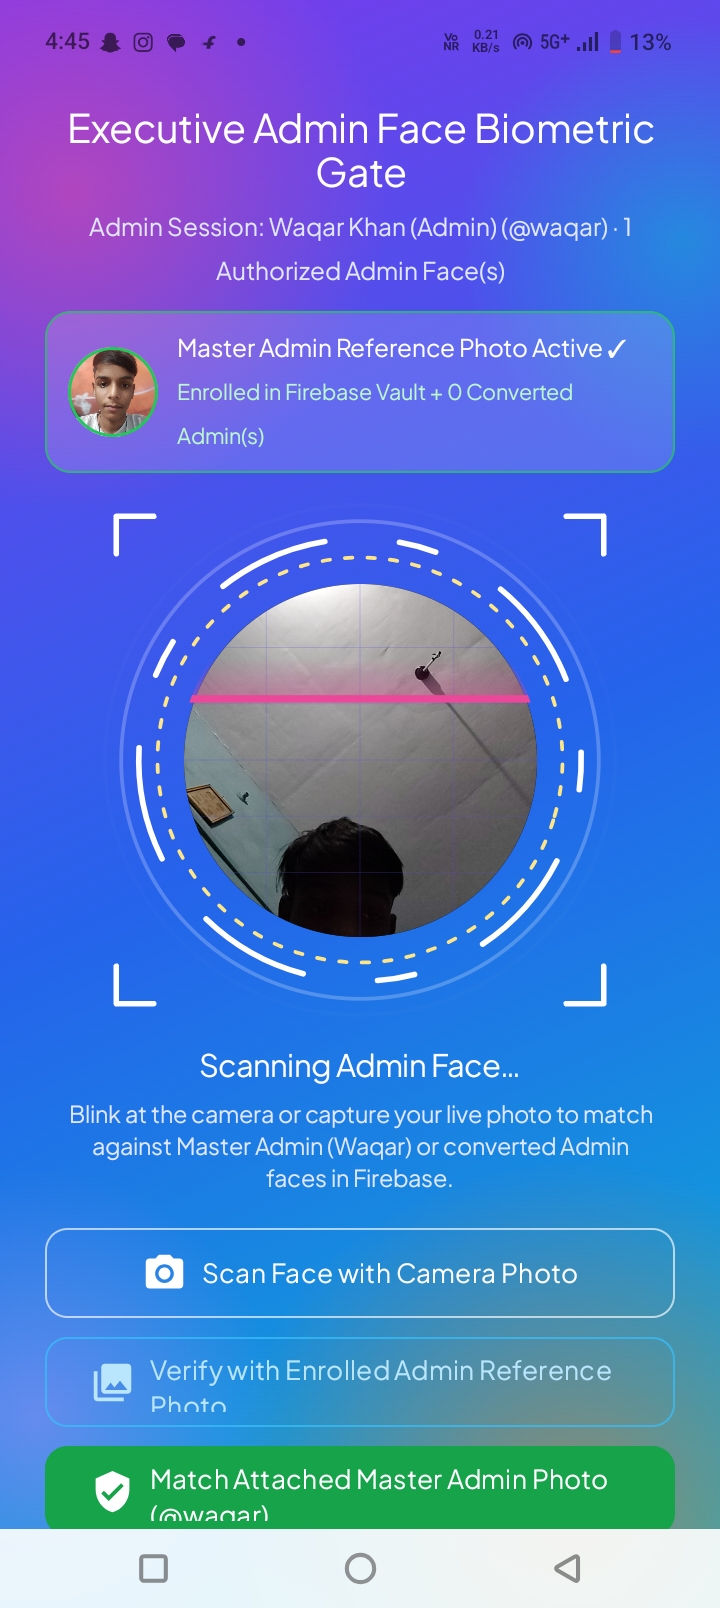 4:45
Vo NR 0.21 KB/s 5G+ 13%
Executive Admin Face Biometric
Gate
Admin Session: Waqar Khan (Admin) (@waqar) · 1
Authorized Admin Face(s)
Master Admin Reference Photo Active ✓
Enrolled in Firebase Vault + 0 Converted
Admin(s)
Scanning Admin Face...
Blink at the camera or capture your live photo to match
against Master Admin (Waqar) or converted Admin
faces in Firebase.
Scan Face with Camera Photo
Verify with Enrolled Admin Reference
Photo
Match Attached Master Admin Photo
(@waqar)